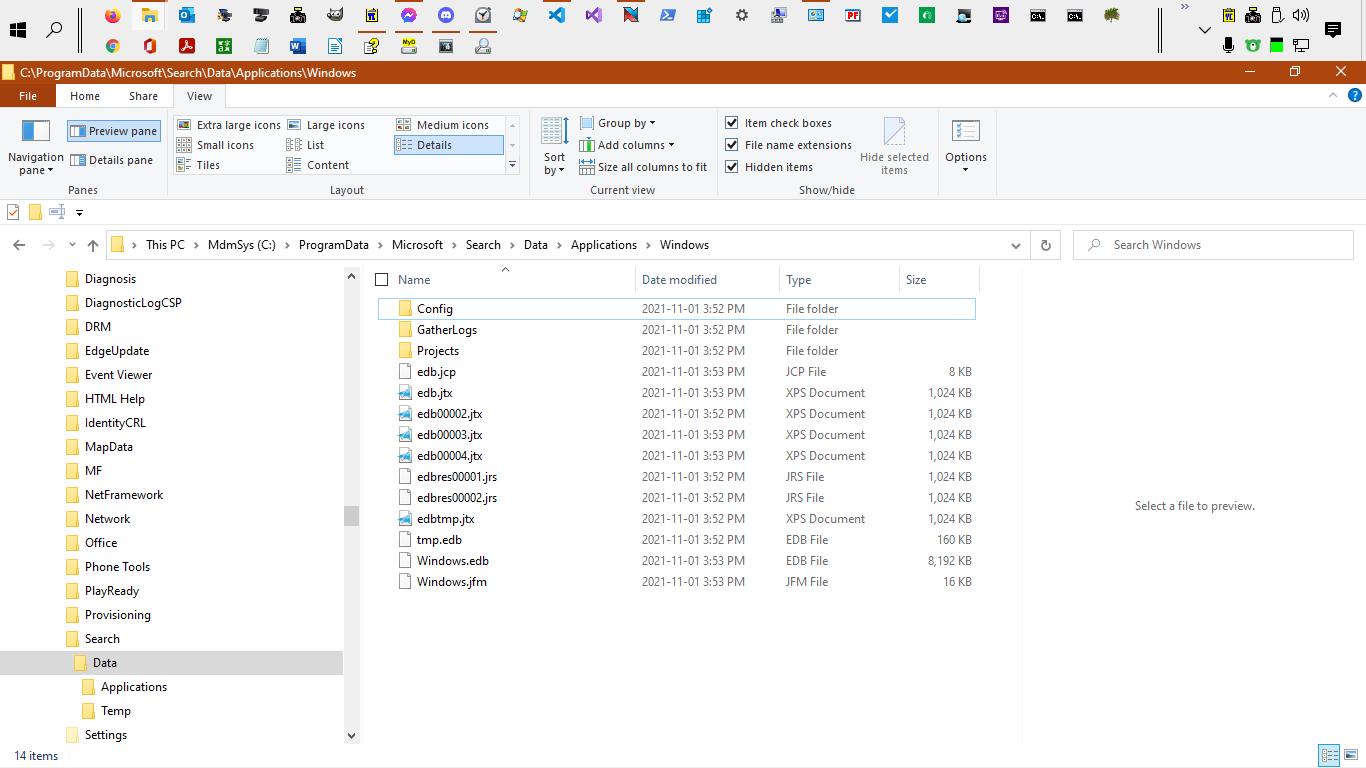 C:\ProgramData\Microsoft\Search\Data\Applications\Windows
File Home Share View
Navigation pane
Preview pane
Details pane
Panes
Extra large icons Large icons Medium icons
Small icons List Details
Tiles Content
Layout
Sort by
Group by
Add columns
Size all columns to fit
Current view
Item check boxes
File name extensions
Hidden items
Hide selected items
Show/hide
Options
This PC MdmSys (C:) ProgramData Microsoft Search Data Applications Windows
Search Windows
Diagnosis
DiagnosticLogCSP
DRM
EdgeUpdate
Event Viewer
HTML Help
IdentityCRL
MapData
MF
NetFramework
Network
Office
Phone Tools
PlayReady
Provisioning
Search
Data
Applications
Temp
Settings
Name Date modified Type Size
Config 2021-11-01 3:52 PM File folder
GatherLogs 2021-11-01 3:52 PM File folder
Projects 2021-11-01 3:52 PM File folder
edb.jcp 2021-11-01 3:53 PM JCP File 8 KB
edb.jtx 2021-11-01 3:53 PM XPS Document 1,024 KB
edb00002.jtx 2021-11-01 3:52 PM XPS Document 1,024 KB
edb00003.jtx 2021-11-01 3:53 PM XPS Document 1,024 KB
edb00004.jtx 2021-11-01 3:53 PM XPS Document 1,024 KB
edbres00001.jrs 2021-11-01 3:52 PM JRS File 1,024 KB
edbres00002.jrs 2021-11-01 3:52 PM JRS File 1,024 KB
edbtmp.jtx 2021-11-01 3:52 PM XPS Document 1,024 KB
tmp.edb 2021-11-01 3:52 PM EDB File 160 KB
Windows.edb 2021-11-01 3:53 PM EDB File 8,192 KB
Windows.jfm 2021-11-01 3:53 PM JFM File 16 KB
Select a file to preview.
14 items